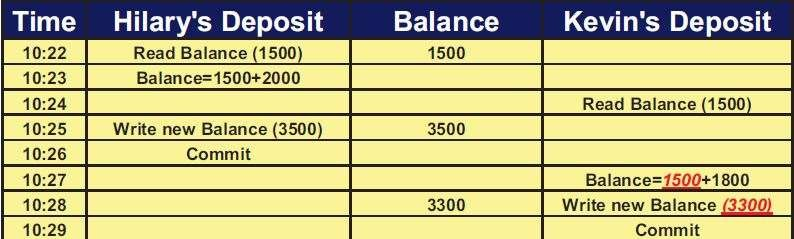 Time Hilary's Deposit Balance Kevin's Deposit
10:22 Read Balance (1500) 1500
10:23 Balance=1500+2000
10:24 Read Balance (1500)
10:25 Write new Balance (3500) 3500
10:26 Commit
10:27 Balance=1500+1800
10:28 3300 Write new Balance (3300)
10:29 Commit